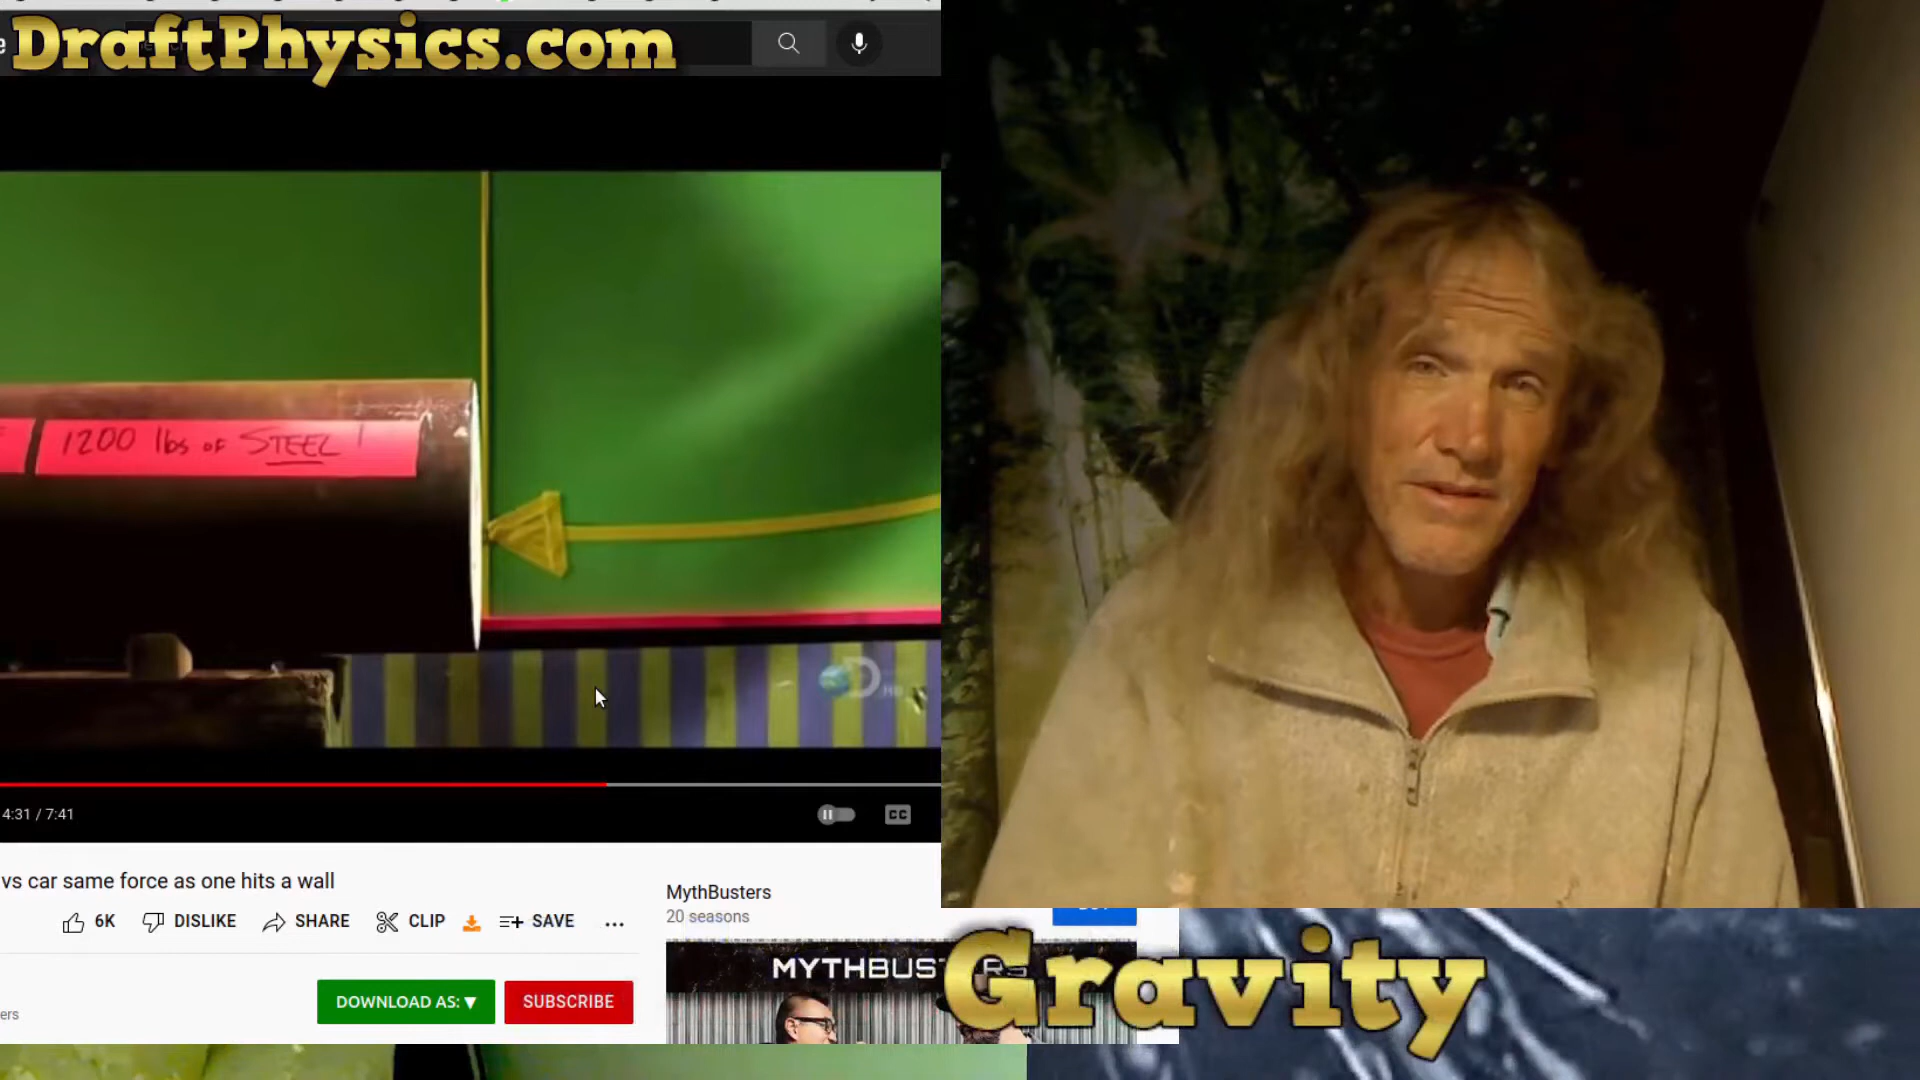 DraftPhysics.com
1200 lbs of STEEL!
4:31 / 7:41
CC
vs car same force as one hits a wall
6K
DISLIKE
SHARE
CLIP
SAVE
...
MythBusters
20 seasons
DOWNLOAD AS: ▼
SUBSCRIBE
ers
Gravity